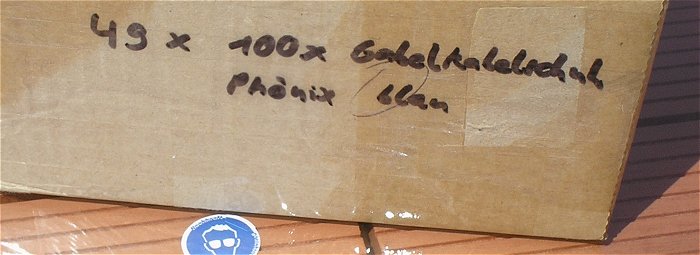 49 x 100x Gabelkabelschuh
Phönix blau